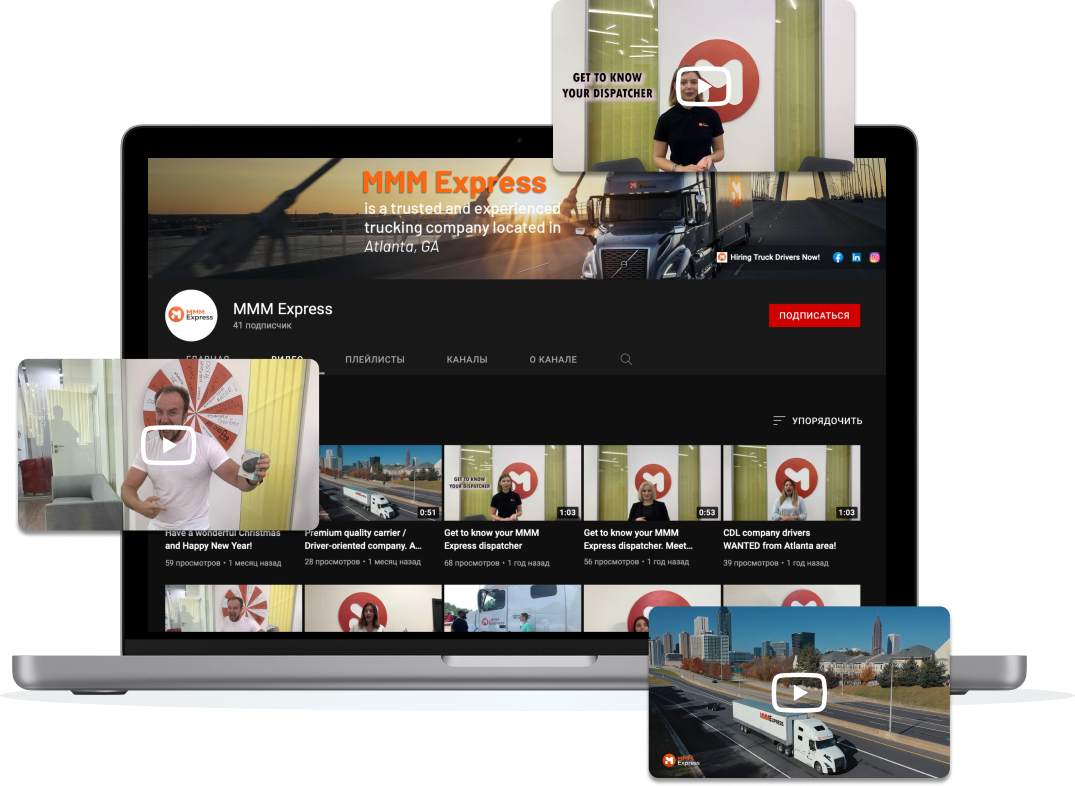 GET TO KNOW
YOUR DISPATCHER
MMM Express
is a trusted and experienced
trucking company located in
Atlanta, GA
Hiring Truck Drivers Now!
MMM
Express
MMM Express
41 подписчик
ПОДПИСАТЬСЯ
ГЛАВНАЯ
ВИДЕО
ПЛЕЙЛИСТЫ
КАНАЛЫ
О КАНАЛЕ
УПОРЯДОЧИТЬ
0:51
GET TO KNOW
YOUR DISPATCHER
1:03
0:53
1:03
Have a wonderful Christmas
and Happy New Year!
59 просмотров • 1 месяц назад
Premium quality carrier /
Driver-oriented company. A...
28 просмотров • 1 месяц назад
Get to know your MMM
Express dispatcher
68 просмотров • 1 год назад
Get to know your MMM
Express dispatcher. Meet...
56 просмотров • 1 год назад
CDL company drivers
WANTED from Atlanta area!
39 просмотров • 1 год назад
MMM Express
MMM
Express